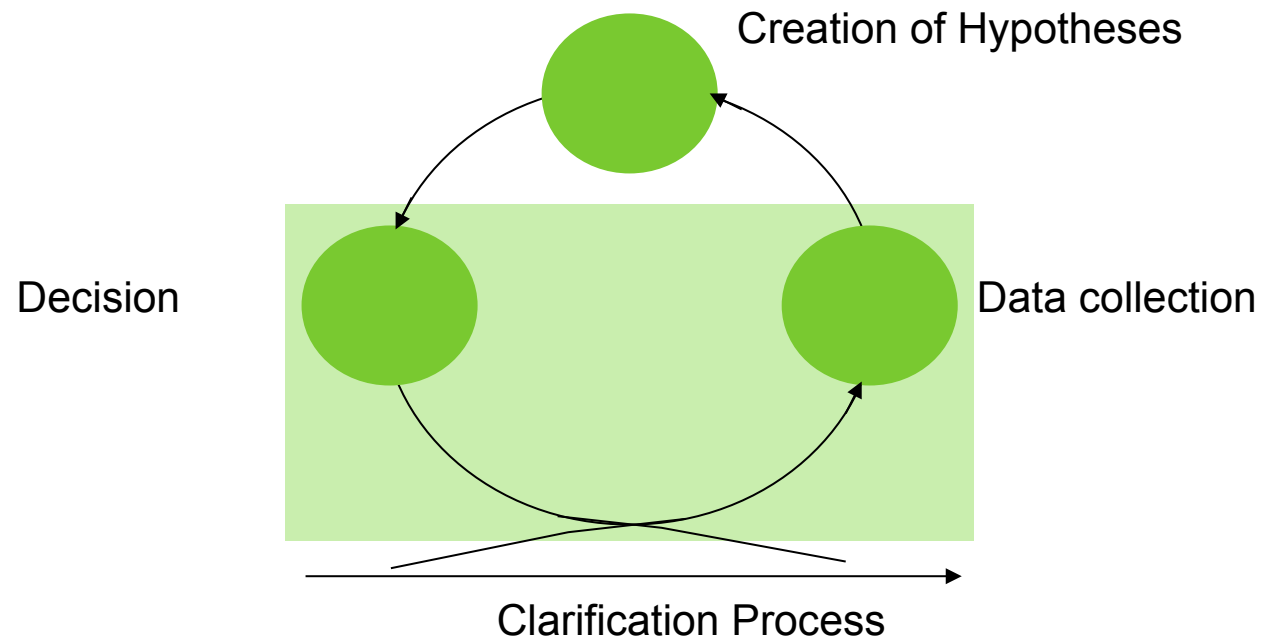 Creation of Hypotheses
Decision
Data collection
Clarification Process